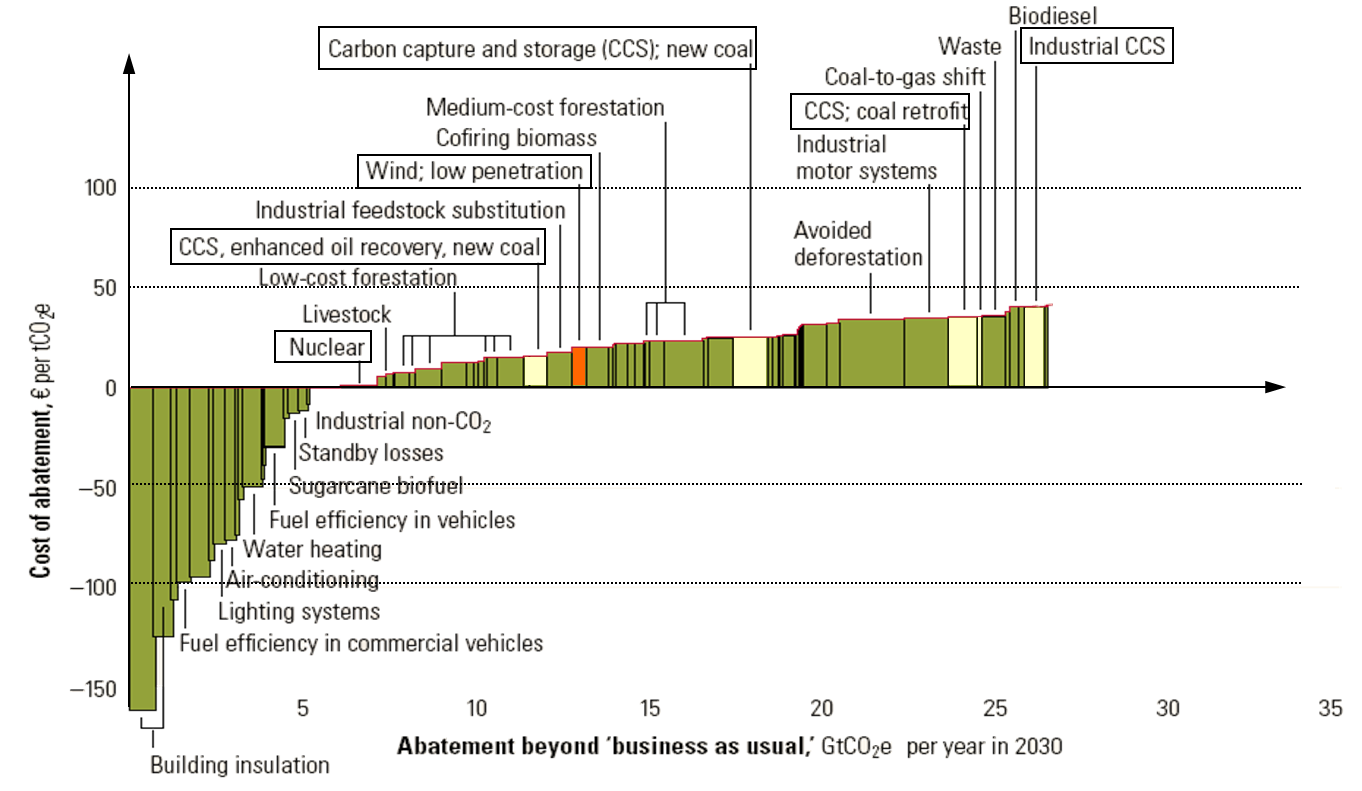 Biodiesel
Carbon capture and storage (CCS); new coal
Waste
Industrial CCS
Coal-to-gas shift
Medium-cost forestation
CCS; coal retrofit
Cofiring biomass
Industrial
motor systems
Wind; low penetration
100
Industrial feedstock substitution
Avoided
deforestation
CCS, enhanced oil recovery, new coal
Low-cost forestation
50
Livestock
Nuclear
0
Cost of abatement, € per tCO₂e
Industrial non-CO₂
Standby losses
–50
Sugarcane biofuel
Fuel efficiency in vehicles
Water heating
Air-conditioning
–100
Lighting systems
Fuel efficiency in commercial vehicles
–150
5 10 15 20 25 30 35
Abatement beyond ‘business as usual,’ GtCO₂e per year in 2030
Building insulation